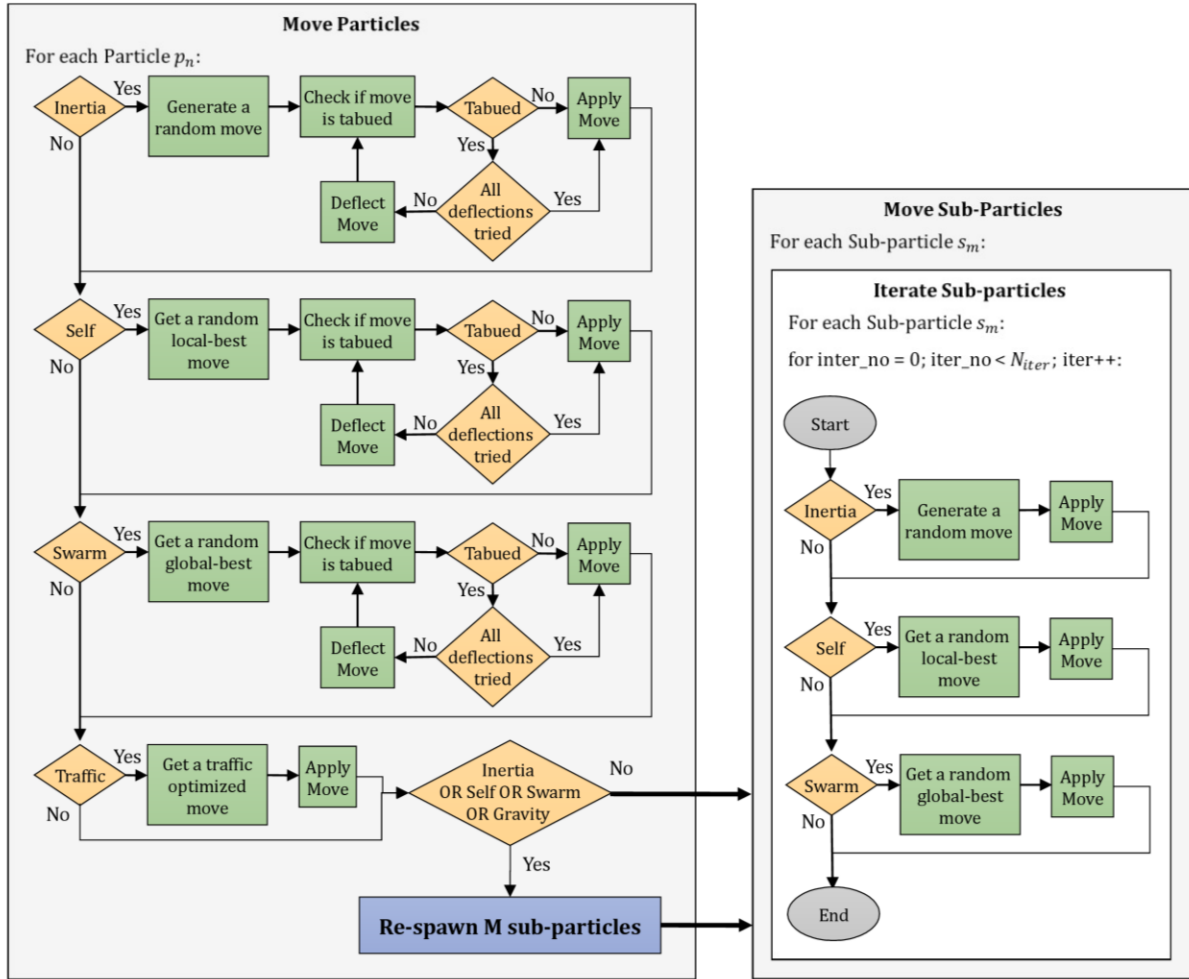 Move Particles
For each Particle pₙ:
Inertia
Yes
No
Generate a
random move
Check if move
is tabued
Tabued
No
Yes
Apply
Move
All
deflections
tried
No
Yes
Deflect
Move
Self
Yes
No
Get a random
local-best
move
Check if move
is tabued
Tabued
No
Yes
Apply
Move
All
deflections
tried
No
Yes
Deflect
Move
Swarm
Yes
No
Get a random
global-best
move
Check if move
is tabued
Tabued
No
Yes
Apply
Move
All
deflections
tried
No
Yes
Deflect
Move
Traffic
Yes
No
Get a traffic
optimized
move
Apply
Move
Inertia
OR Self OR Swarm
OR Gravity
No
Yes
Re-spawn M sub-particles
Move Sub-Particles
For each Sub-particle sₘ:
Iterate Sub-particles
For each Sub-particle sₘ:
for inter_no = 0; iter_no < N_iter; iter++:
Start
Inertia
Yes
No
Generate a
random move
Apply
Move
Self
Yes
No
Get a random
local-best
move
Apply
Move
Swarm
Yes
No
Get a random
global-best
move
Apply
Move
End